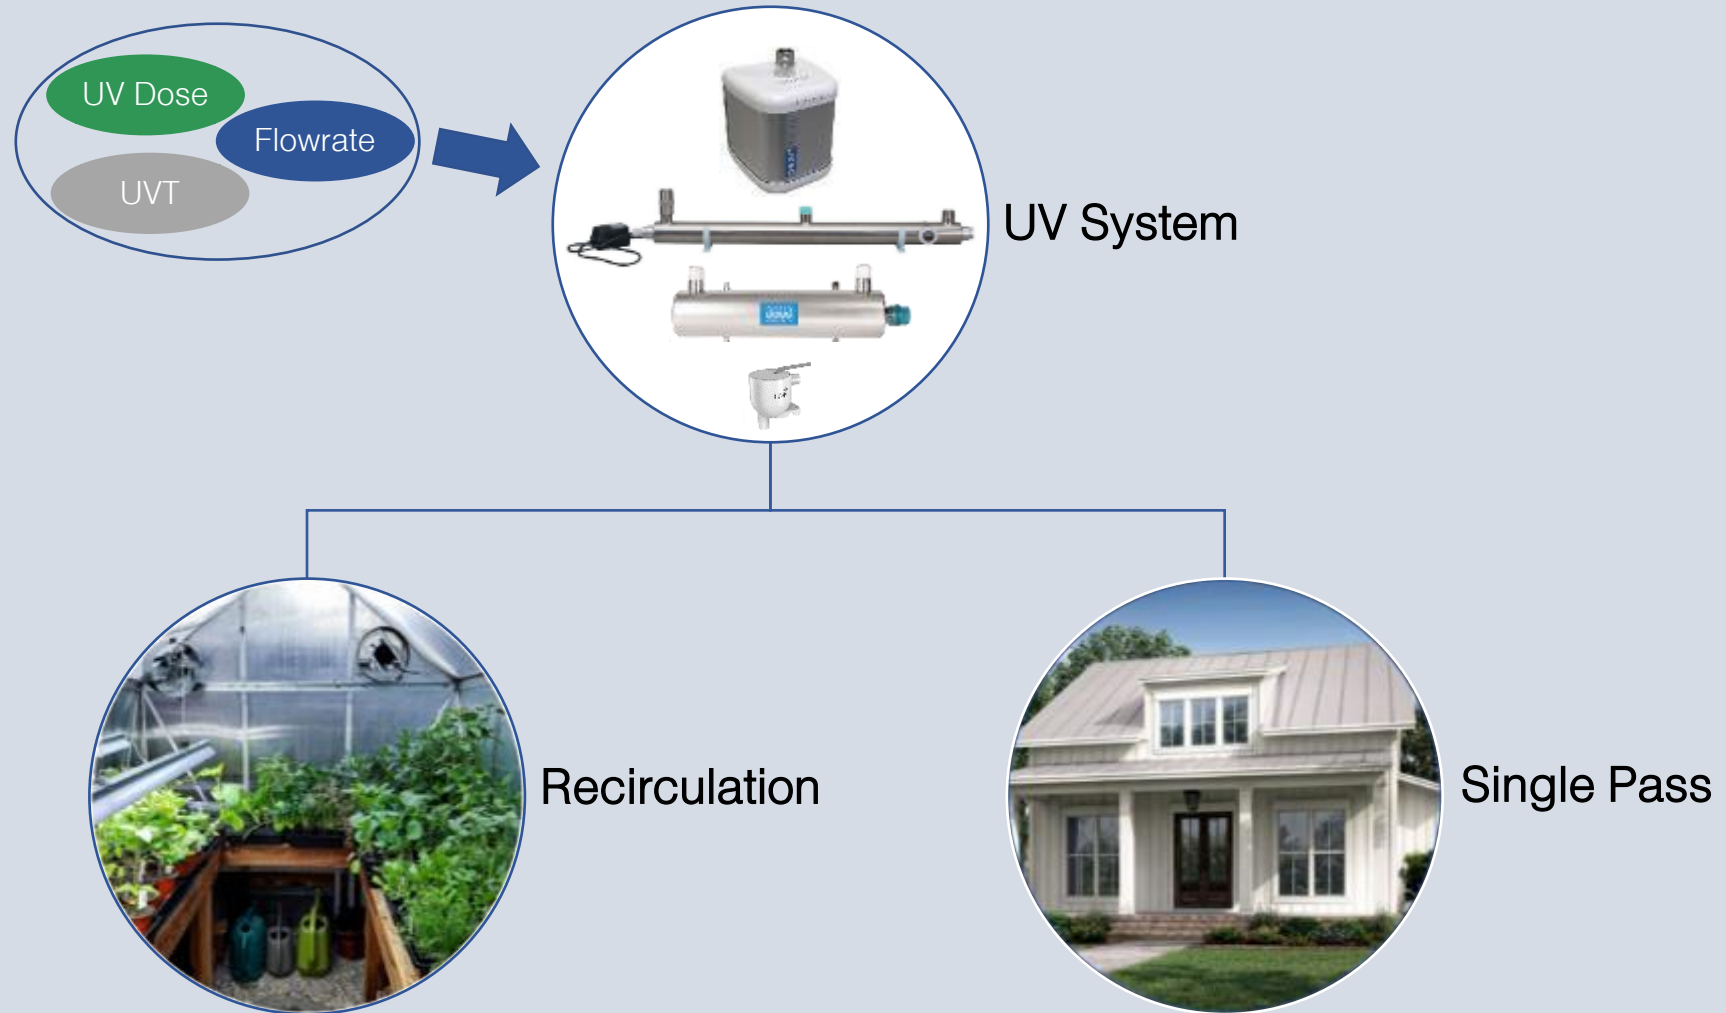 UV Dose
Flowrate
UVT
UV System
Recirculation
Single Pass